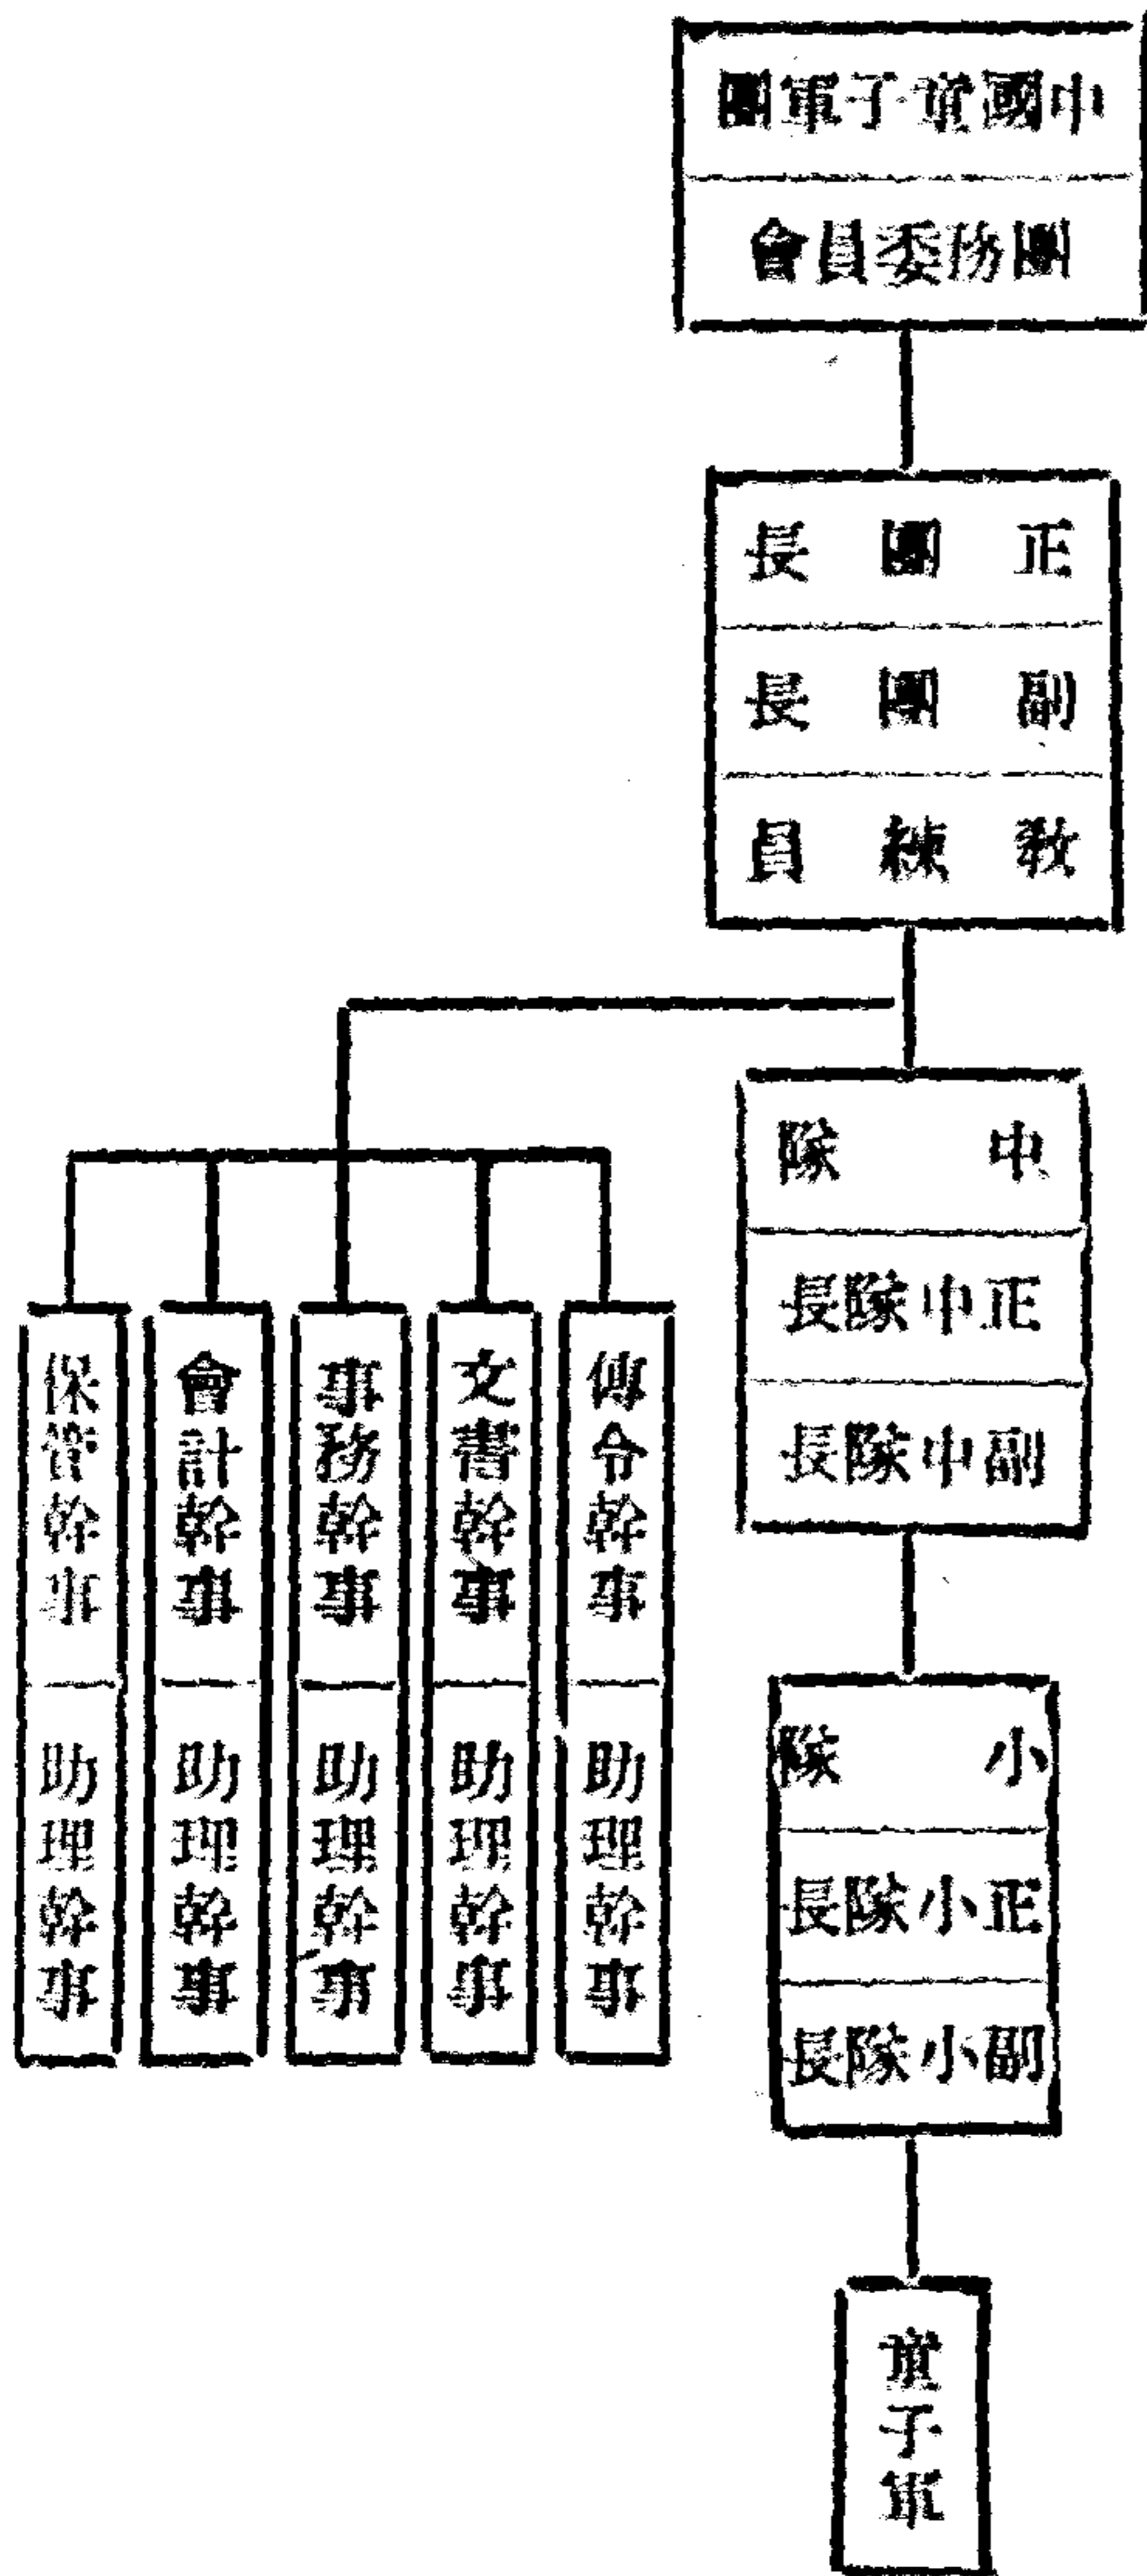 中國童子軍團
團務委員會
正團長
副團長
教練員
中隊
正中隊長
副中隊長
小隊
正小隊長
副小隊長
童子軍
傳令幹事
助理幹事
文書幹事
助理幹事
事務幹事
助理幹事
會計幹事
助理幹事
保管幹事
助理幹事